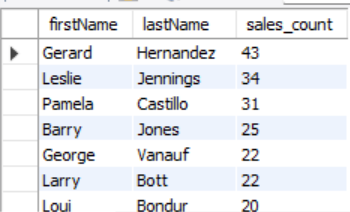 firstName lastName sales_count
Gerard Hernandez 43
Leslie Jennings 34
Pamela Castillo 31
Barry Jones 25
George Vanauf 22
Larry Bott 22
Loui Bondur 20